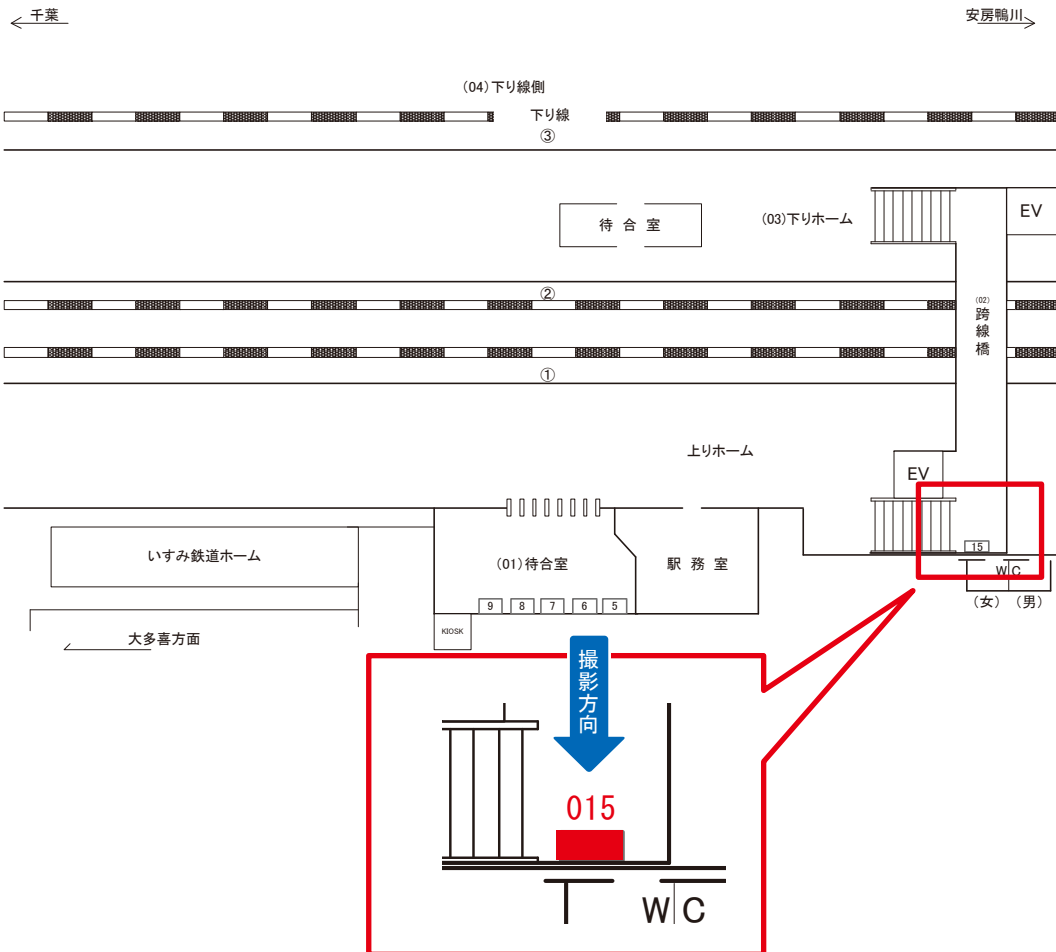 千葉
安房鴨川
(04)下り線側
下り線
③
待合室
(03)下りホーム
EV
②
(02)
跨線橋
①
上りホーム
EV
いすみ鉄道ホーム
(01)待合室
駅務室
15
WC
(女) (男)
9 8 7 6 5
KIOSK
大多喜方面
撮影方向
015
WC